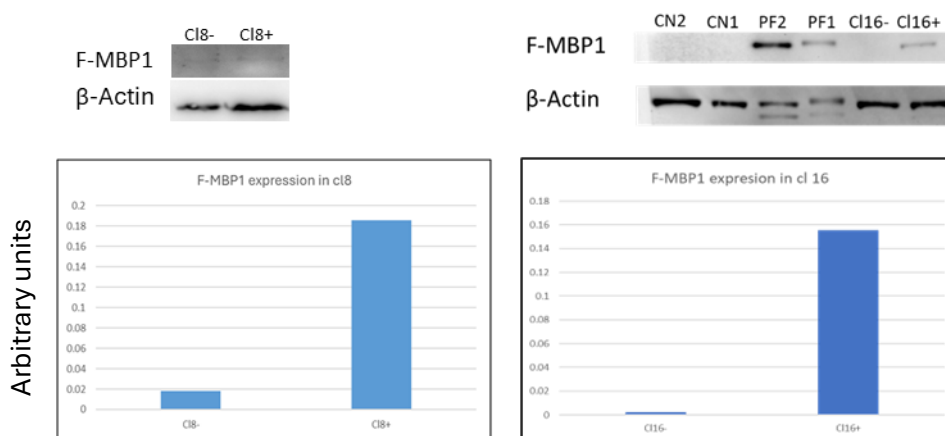 Cl8- Cl8+
F-MBP1
β-Actin
CN2 CN1 PF2 PF1 Cl16- Cl16+
F-MBP1
β-Actin
Arbitrary units
F-MBP1 expression in cl8
0.2
0.18
0.16
0.14
0.12
0.1
0.08
0.06
0.04
0.02
0
Cl8- Cl8+
F-MBP1 expresion in cl 16
0.18
0.16
0.14
0.12
0.1
0.08
0.06
0.04
0.02
0
Cl16- Cl16+